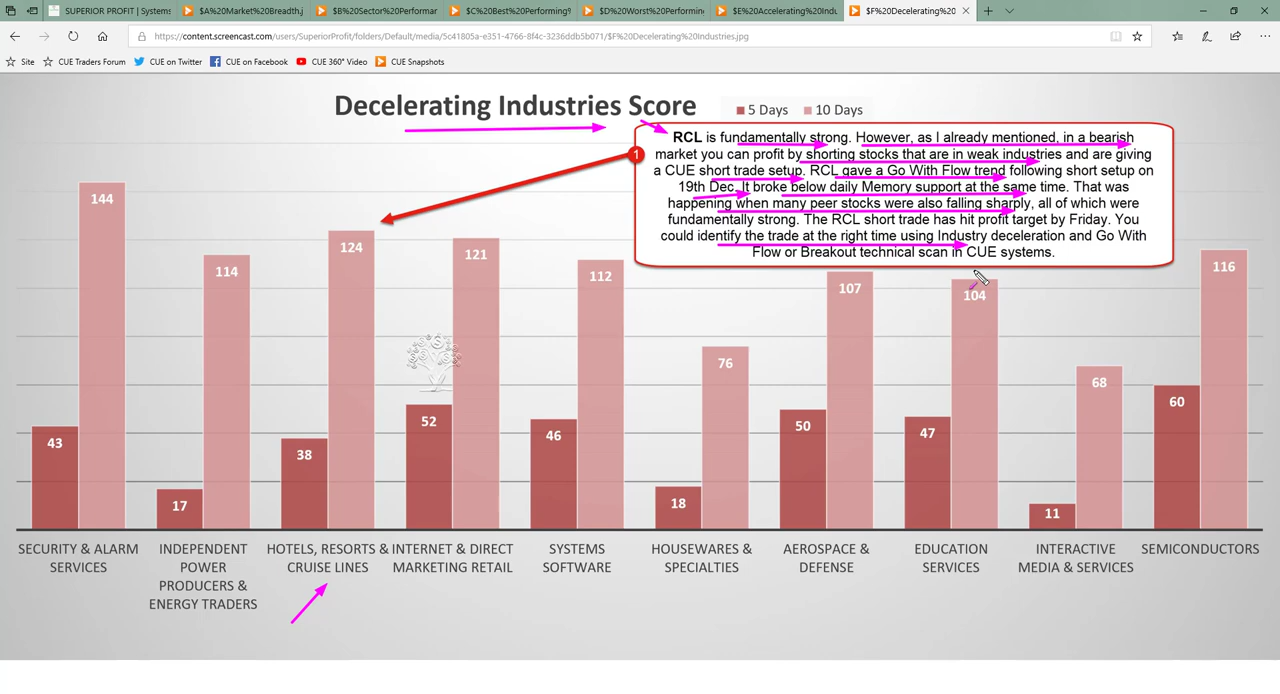 SUPERIOR PROFIT | Systems
$A%20Market%20Breadth.j
$B%20Sector%20Performar
$C%20Best%20Performing%
$D%20Worst%20Performing
$E%20Accelerating%20Indu
$F%20Decelerating%20
https://content.screencast.com/users/SuperiorProfit/folders/Default/media/5c41805a-e351-4766-8f4c-3236ddb5b071/$F%20Decelerating%20Industries.jpg
Site
CUE Traders Forum
CUE on Twitter
CUE on Facebook
CUE 360° Video
CUE Snapshots
Decelerating Industries Score
5 Days
10 Days
1
RCL is fundamentally strong. However, as I already mentioned, in a bearish
market you can profit by shorting stocks that are in weak industries and are giving
a CUE short trade setup. RCL gave a Go With Flow trend following short setup on
19th Dec. It broke below daily Memory support at the same time. That was
happening when many peer stocks were also falling sharply, all of which were
fundamentally strong. The RCL short trade has hit profit target by Friday. You
could identify the trade at the right time using Industry deceleration and Go With
Flow or Breakout technical scan in CUE systems.
43
144
17
114
38
124
52
121
46
112
18
76
50
107
47
104
11
68
60
116
SECURITY & ALARM
SERVICES
INDEPENDENT
POWER
PRODUCERS &
ENERGY TRADERS
HOTELS, RESORTS &
CRUISE LINES
INTERNET & DIRECT
MARKETING RETAIL
SYSTEMS
SOFTWARE
HOUSEWARES &
SPECIALTIES
AEROSPACE &
DEFENSE
EDUCATION
SERVICES
INTERACTIVE
MEDIA & SERVICES
SEMICONDUCTORS